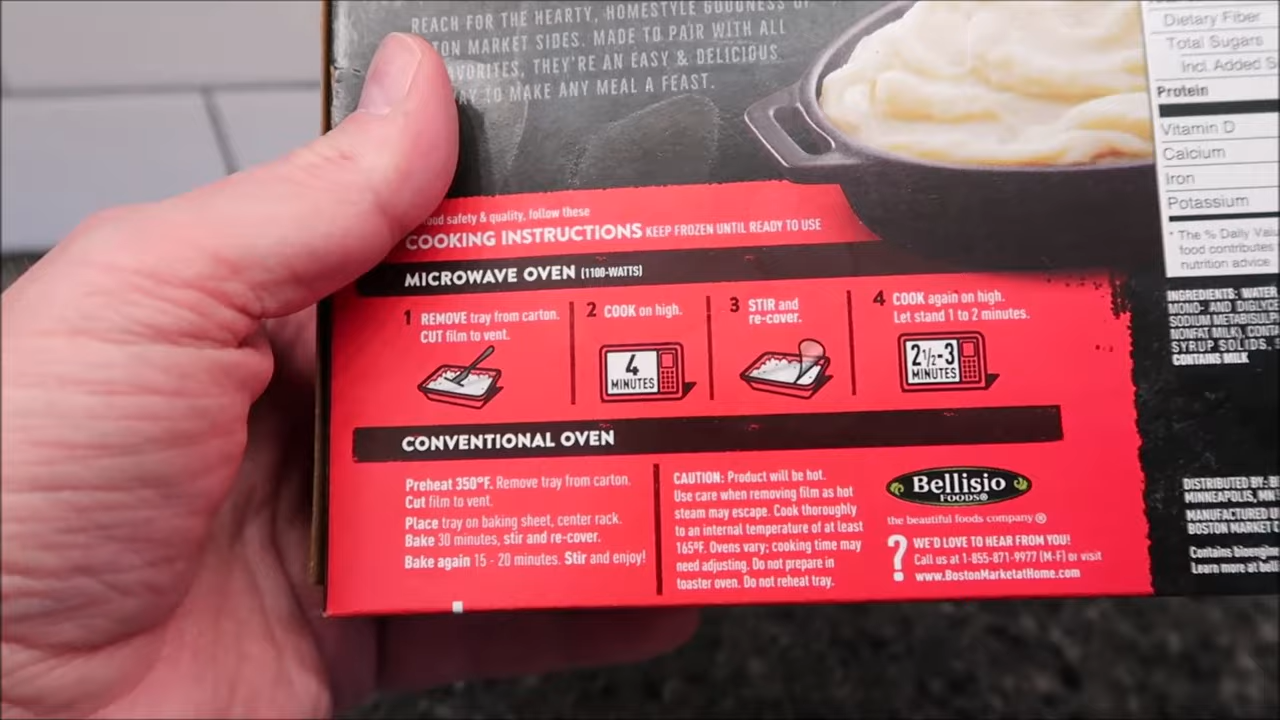 REACH FOR THE HEARTY, HOMESTYLE GOODNESS OF
TON MARKET SIDES. MADE TO PAIR WITH ALL
AVORITES, THEY'RE AN EASY & DELICIOUS
AY TO MAKE ANY MEAL A FEAST.
Dietary Fiber
Total Sugars
Incl. Added S
Protein
Vitamin D
Calcium
Iron
Potassium
* The % Daily Valu
food contributes
nutrition advice
INGREDIENTS: WATER
MONO- AND DIGLYC
SODIUM METABISULP
NONFAT MILK), CONTA
SYRUP SOLIDS,
CONTAINS MILK
food safety & quality, follow these
COOKING INSTRUCTIONS KEEP FROZEN UNTIL READY TO USE
MICROWAVE OVEN (1100-WATTS)
1 REMOVE tray from carton.
CUT film to vent.
2 COOK on high.
4
MINUTES
3 STIR and
re-cover.
4 COOK again on high.
Let stand 1 to 2 minutes.
2½-3
MINUTES
CONVENTIONAL OVEN
Preheat 350°F. Remove tray from carton.
Cut film to vent.
Place tray on baking sheet, center rack.
Bake 30 minutes, stir and re-cover.
Bake again 15 - 20 minutes. Stir and enjoy!
CAUTION: Product will be hot.
Use care when removing film as hot
steam may escape. Cook thoroughly
to an internal temperature of at least
165°F. Ovens vary; cooking time may
need adjusting. Do not prepare in
toaster oven. Do not reheat tray.
Bellisio
FOODS®
the beautiful foods company®
? WE'D LOVE TO HEAR FROM YOU!
Call us at 1-855-871-9977 (M-F) or visit
www.BostonMarketatHome.com
DISTRIBUTED BY: BE
MINNEAPOLIS, MN
MANUFACTURED U
BOSTON MARKET C
Contains bioengine
Learn more at belli